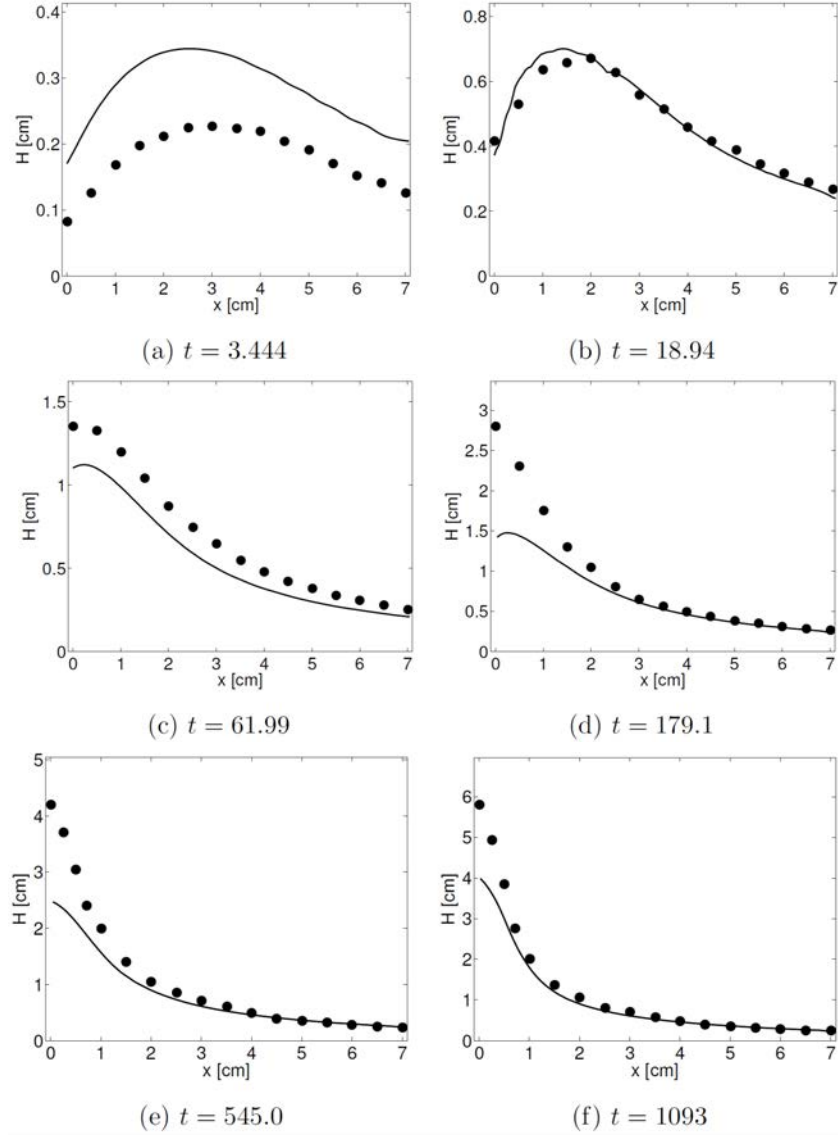 0.4
0.3
0.2
0.1
0
H [cm]
0 1 2 3 4 5 6 7
x [cm]
(a) t = 3.444
0.8
0.6
0.4
0.2
0
H [cm]
0 1 2 3 4 5 6 7
x [cm]
(b) t = 18.94
1.5
1
0.5
0
H [cm]
0 1 2 3 4 5 6 7
x [cm]
(c) t = 61.99
3
2.5
2
1.5
1
0.5
0
H [cm]
0 1 2 3 4 5 6 7
x [cm]
(d) t = 179.1
5
4
3
2
1
0
H [cm]
0 1 2 3 4 5 6 7
x [cm]
(e) t = 545.0
6
5
4
3
2
1
0
H [cm]
0 1 2 3 4 5 6 7
x [cm]
(f) t = 1093